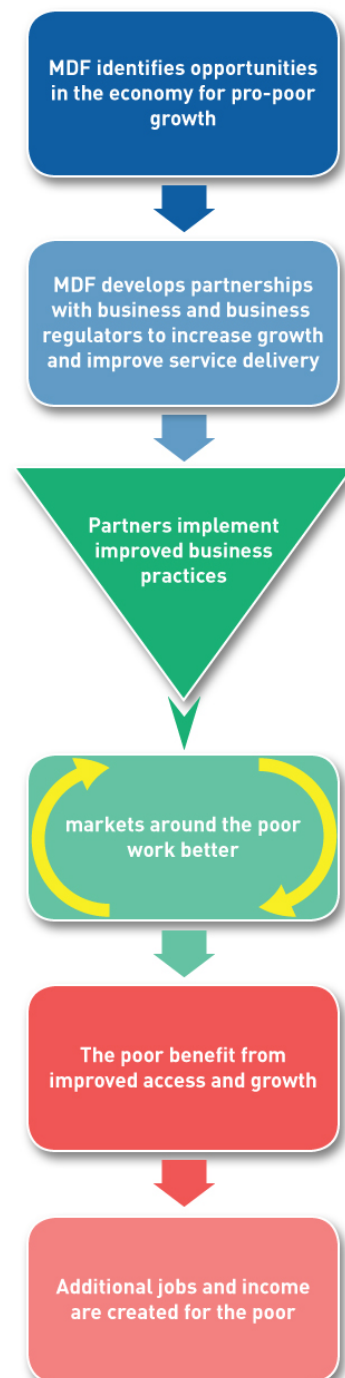 MDF identifies opportunities
in the economy for pro-poor
growth
MDF develops partnerships
with business and business
regulators to increase growth
and improve service delivery
Partners implement
improved business
practices
markets around the poor
work better
The poor benefit from
improved access and growth
Additional jobs and income
are created for the poor